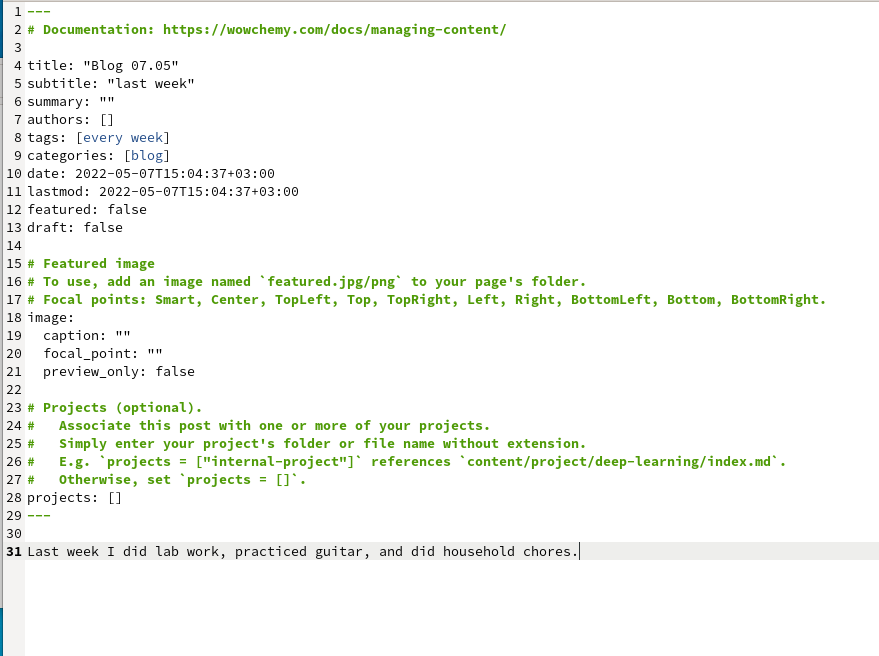 1 ---
2 # Documentation: https://wowchemy.com/docs/managing-content/
3
4 title: "Blog 07.05"
5 subtitle: "last week"
6 summary: ""
7 authors: []
8 tags: [every week]
9 categories: [blog]
10 date: 2022-05-07T15:04:37+03:00
11 lastmod: 2022-05-07T15:04:37+03:00
12 featured: false
13 draft: false
14
15 # Featured image
16 # To use, add an image named `featured.jpg/png` to your page's folder.
17 # Focal points: Smart, Center, TopLeft, Top, TopRight, Left, Right, BottomLeft, Bottom, BottomRight.
18 image:
19   caption: ""
20   focal_point: ""
21   preview_only: false
22
23 # Projects (optional).
24 #   Associate this post with one or more of your projects.
25 #   Simply enter your project's folder or file name without extension.
26 #   E.g. `projects = ["internal-project"]` references `content/project/deep-learning/index.md`.
27 #   Otherwise, set `projects = []`.
28 projects: []
29 ---
30
31 Last week I did lab work, practiced guitar, and did household chores.